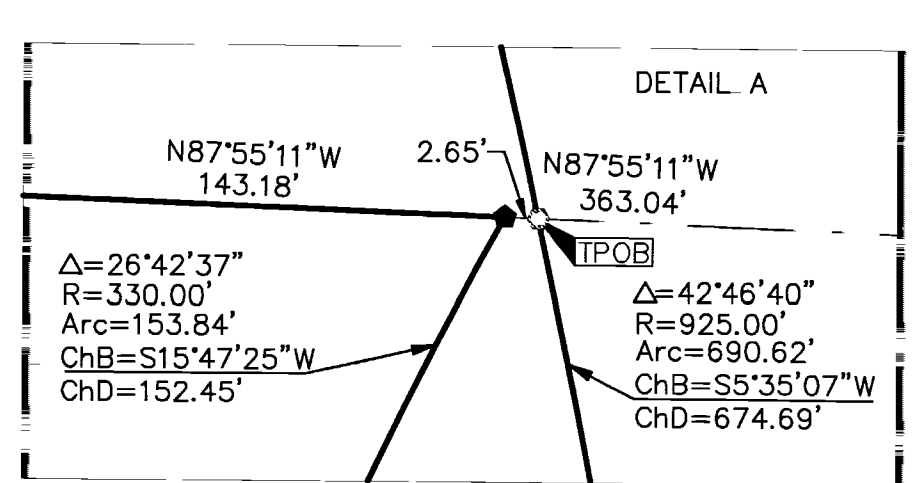 DETAIL A
N87°55'11"W
143.18'
2.65'
N87°55'11"W
363.04'
TPOB
Δ=26°42'37"
R=330.00'
Arc=153.84'
ChB=S15°47'25"W
ChD=152.45'
Δ=42°46'40"
R=925.00'
Arc=690.62'
ChB=S5°35'07"W
ChD=674.69'